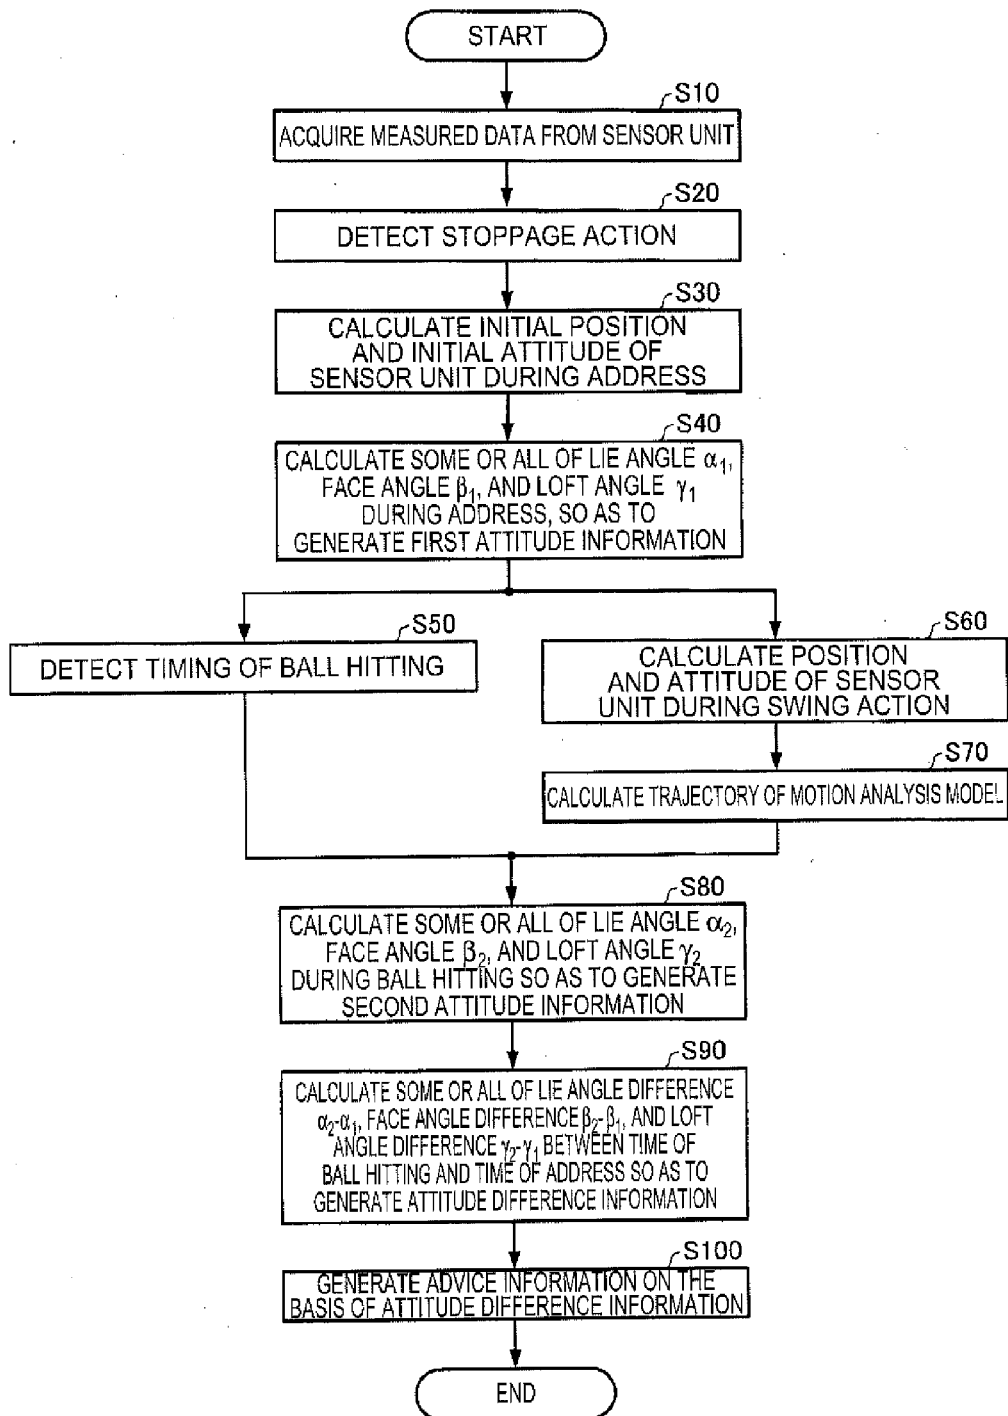 START
S10
ACQUIRE MEASURED DATA FROM SENSOR UNIT
S20
DETECT STOPPAGE ACTION
S30
CALCULATE INITIAL POSITION
AND INITIAL ATTITUDE OF
SENSOR UNIT DURING ADDRESS
S40
CALCULATE SOME OR ALL OF LIE ANGLE α₁,
FACE ANGLE β₁, AND LOFT ANGLE γ₁
DURING ADDRESS, SO AS TO
GENERATE FIRST ATTITUDE INFORMATION
S50
DETECT TIMING OF BALL HITTING
S60
CALCULATE POSITION
AND ATTITUDE OF SENSOR
UNIT DURING SWING ACTION
S70
CALCULATE TRAJECTORY OF MOTION ANALYSIS MODEL
S80
CALCULATE SOME OR ALL OF LIE ANGLE α₂,
FACE ANGLE β₂, AND LOFT ANGLE γ₂
DURING BALL HITTING SO AS TO GENERATE
SECOND ATTITUDE INFORMATION
S90
CALCULATE SOME OR ALL OF LIE ANGLE DIFFERENCE
α₂-α₁, FACE ANGLE DIFFERENCE β₂-β₁, AND LOFT
ANGLE DIFFERENCE γ₂-γ₁ BETWEEN TIME OF
BALL HITTING AND TIME OF ADDRESS SO AS TO
GENERATE ATTITUDE DIFFERENCE INFORMATION
S100
GENERATE ADVICE INFORMATION ON THE
BASIS OF ATTITUDE DIFFERENCE INFORMATION
END